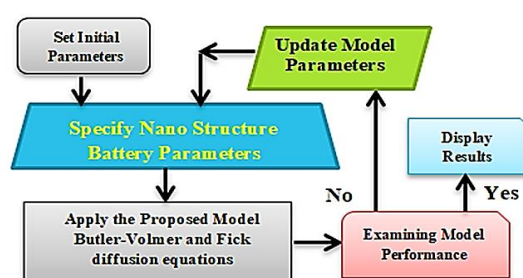 Set Initial
Parameters
Update Model
Parameters
Specify Nano Structure
Battery Parameters
Display
Results
No
Yes
Apply the Proposed Model
Butler-Volmer and Fick
diffusion equations
Examining Model
Performance